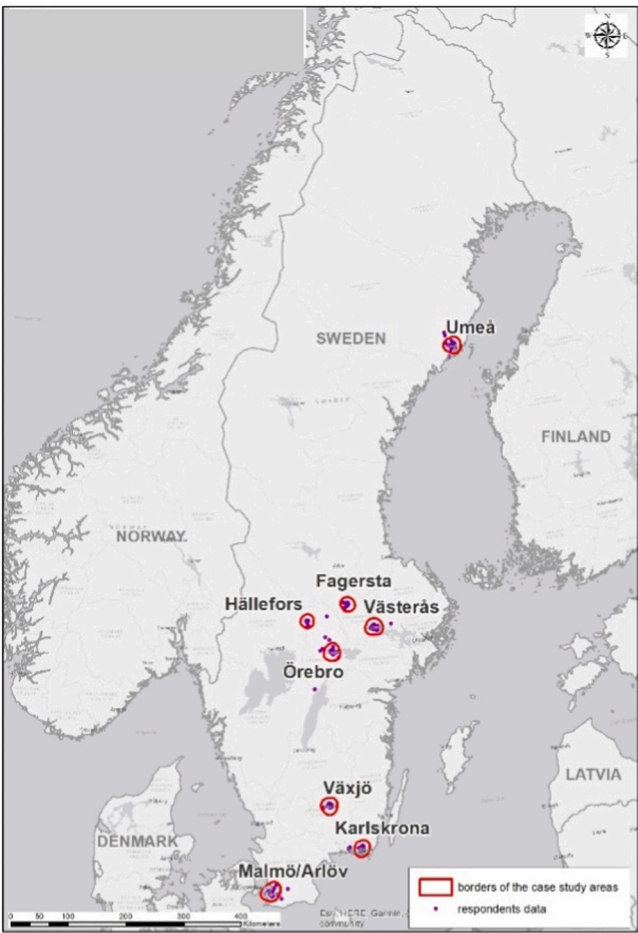 N
W E
S
Umeå
SWEDEN
FINLAND
NORWAY
NORWAY
Fagersta
Hällefors
Västerås
Örebro
Växjö
LATVIA
Karlskrona
DENMARK
Malmö/Arlöv
borders of the case study areas
respondents data
0 50 100 200 300 400
Kilometers
Esri, HERE, Garmin,
community